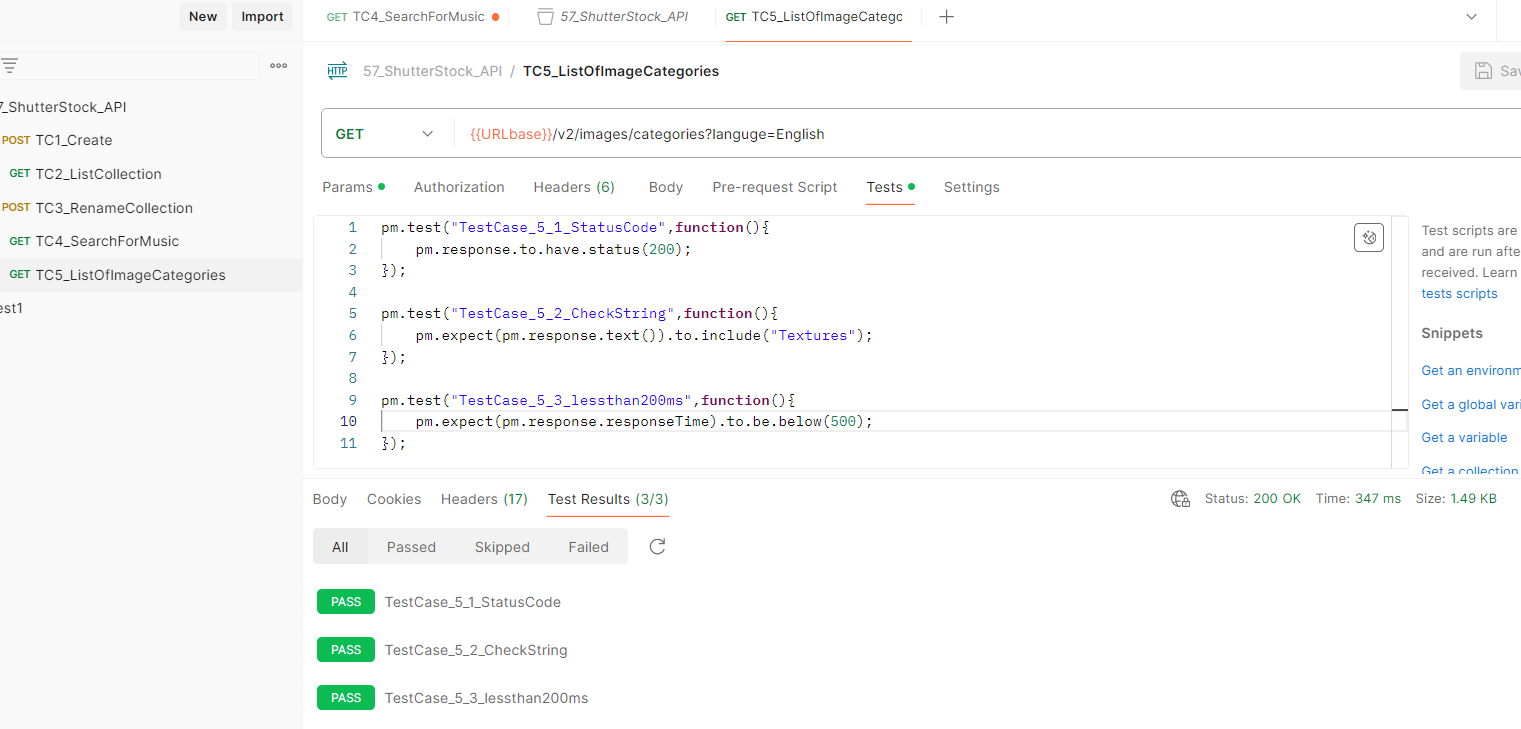 New Import
GET TC4_SearchForMusic 57_ShutterStock_API GET TC5_ListOfImageCatego
57_ShutterStock_API / TC5_ListOfImageCategories Sav
7_ShutterStock_API
POST TC1_Create
GET TC2_ListCollection
POST TC3_RenameCollection
GET TC4_SearchForMusic
GET TC5_ListOfImageCategories
est1
GET {{URLbase}}/v2/images/categories?languge=English
Params Authorization Headers (6) Body Pre-request Script Tests Settings
1 pm.test("TestCase_5_1_StatusCode",function(){
2 pm.response.to.have.status(200);
3 });
4
5 pm.test("TestCase_5_2_CheckString",function(){
6 pm.expect(pm.response.text()).to.include("Textures");
7 });
8
9 pm.test("TestCase_5_3_lessthan200ms",function(){
10 pm.expect(pm.response.responseTime).to.be.below(500);
11 });
Test scripts are
and are run afte
received. Learn
tests scripts
Snippets
Get an environm
Get a global vari
Get a variable
Get a collection
Body Cookies Headers (17) Test Results (3/3) Status: 200 OK Time: 347 ms Size: 1.49 KB
All Passed Skipped Failed
PASS TestCase_5_1_StatusCode
PASS TestCase_5_2_CheckString
PASS TestCase_5_3_lessthan200ms